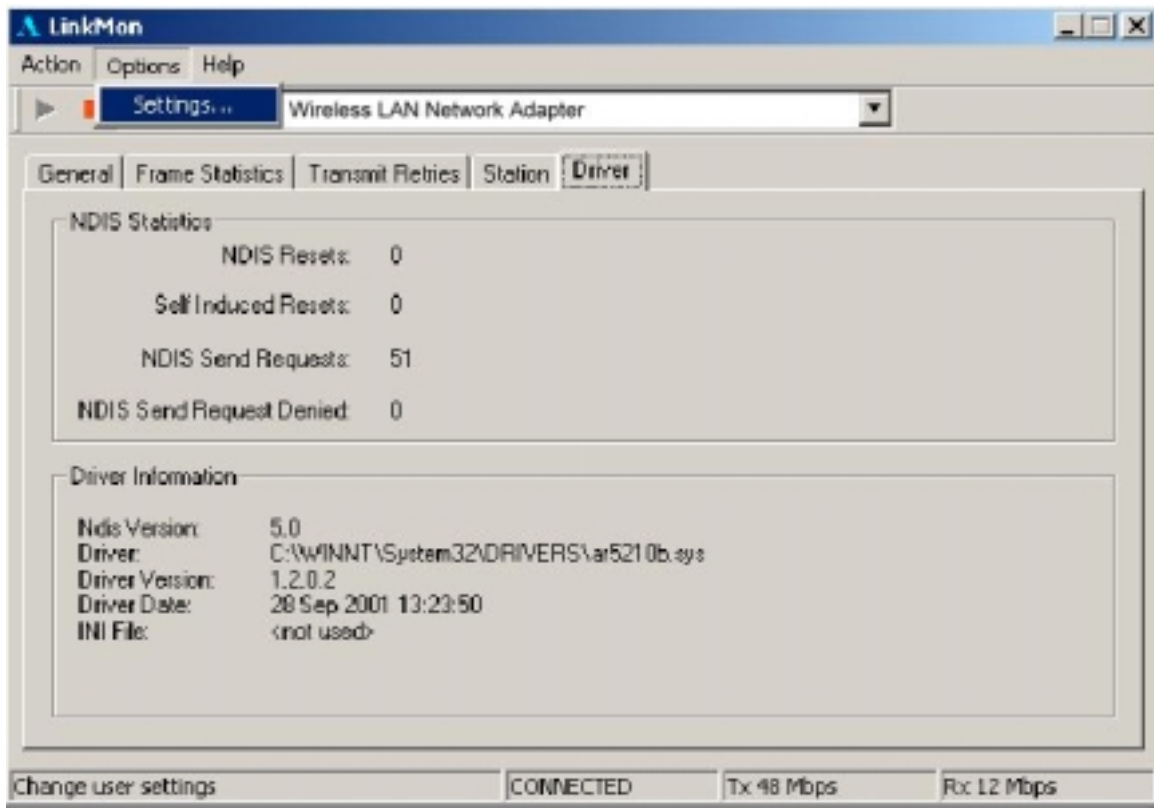 LinkMon
Action Options Help
Settings...
Wireless LAN Network Adapter
General Frame Statistics Transmit Retries Station Driver
NDIS Statistics
NDIS Resets: 0
Self Induced Resets: 0
NDIS Send Requests: 51
NDIS Send Request Denied: 0
Driver Information
Ndis Version: 5.0
Driver: C:\WINNT\System32\DRIVERS\ar5210b.sys
Driver Version: 1.2.0.2
Driver Date: 28 Sep 2001 13:23:50
INI File: <not used>
Change user settings CONNECTED Tx 48 Mbps Rx 12 Mbps